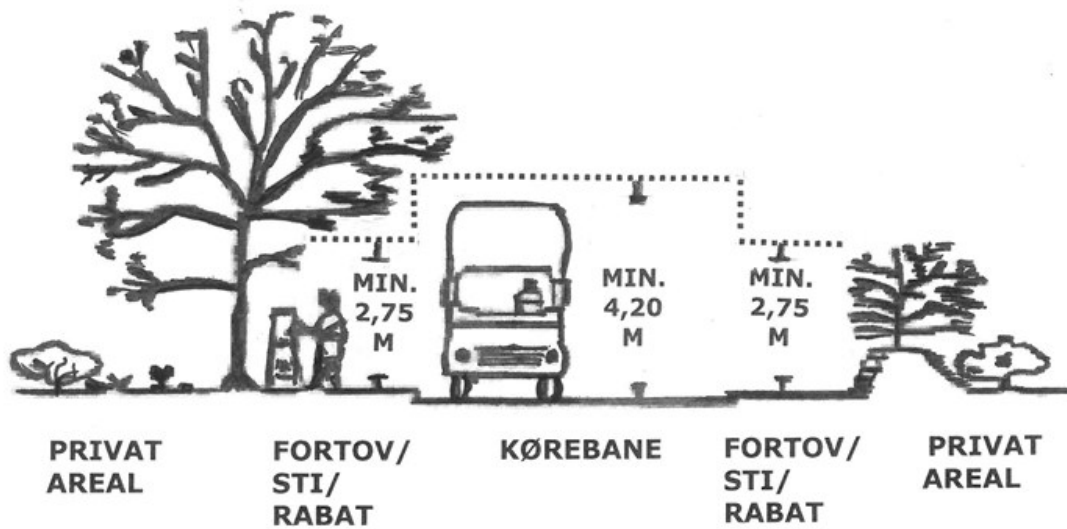 MIN.
2,75
M
MIN.
4,20
M
MIN.
2,75
M
PRIVAT
AREAL
FORTOV/
STI/
RABAT
KØREBANE
FORTOV/
STI/
RABAT
PRIVAT
AREAL